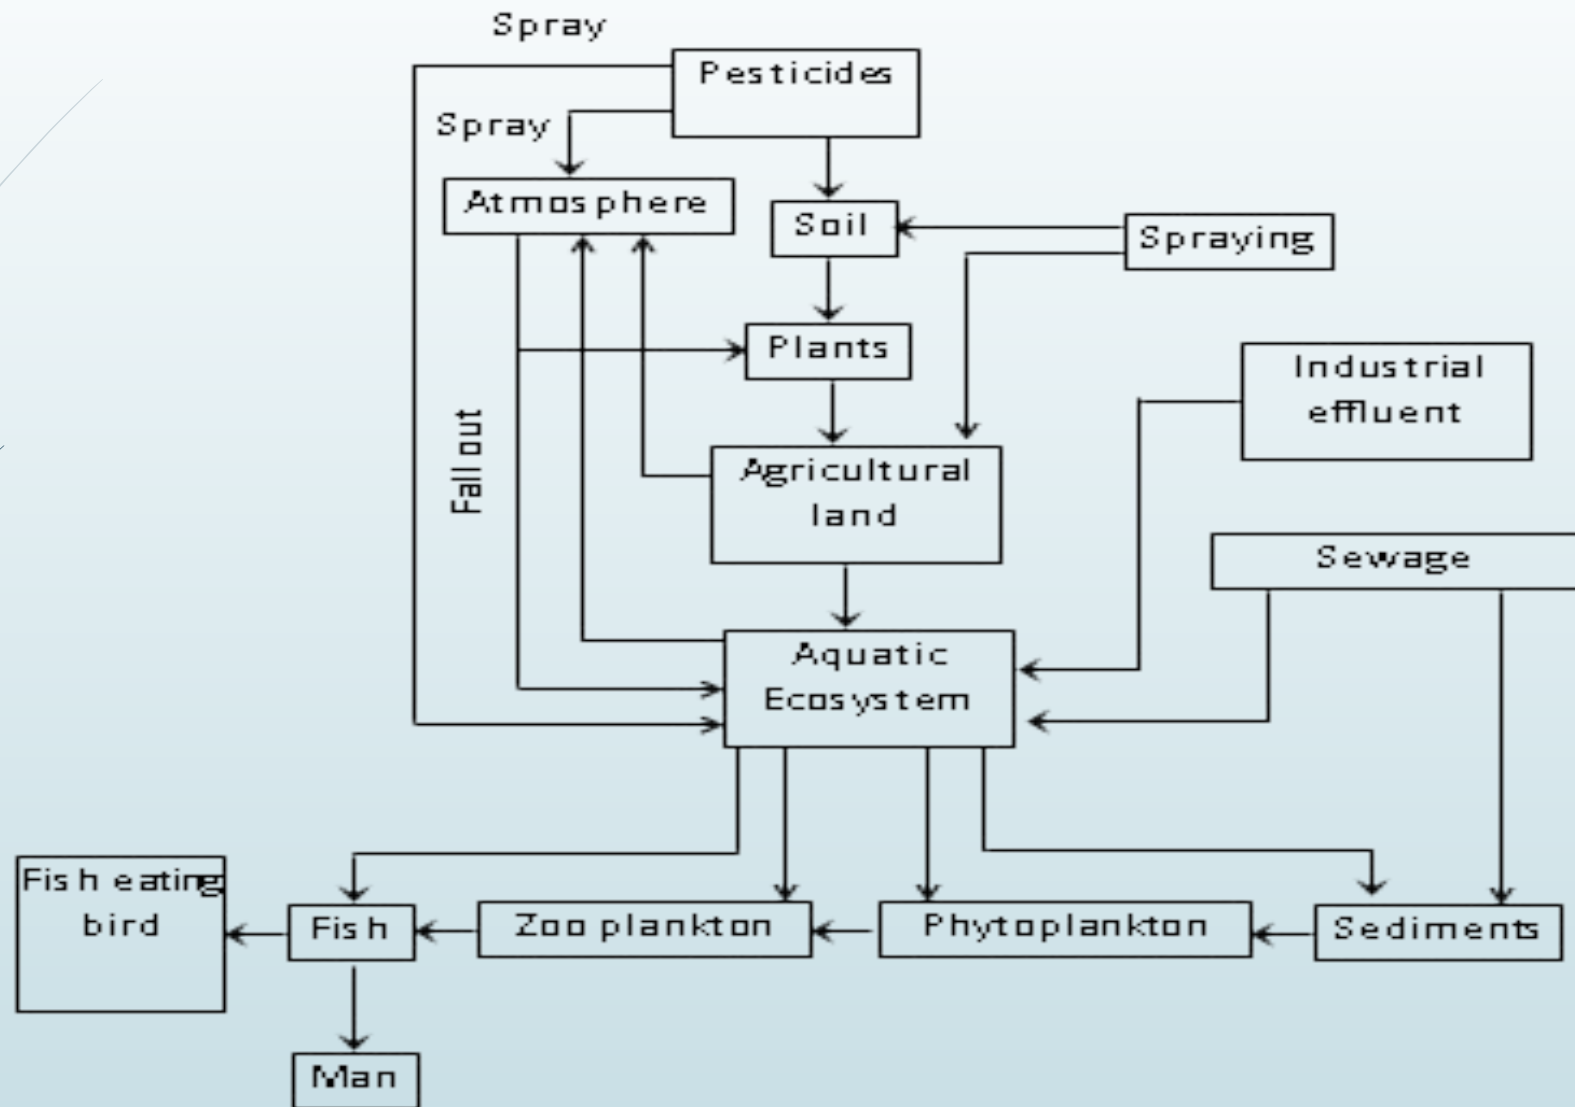 Spray
Pesticides
Spray
Atmosphere
Soil
Spraying
Plants
Industrial
effluent
Fall out
Agricultural
land
Sewage
Aquatic
Ecosystem
Fish eating
bird
Fish
Zoo plankton
Phytoplankton
Sediments
Man